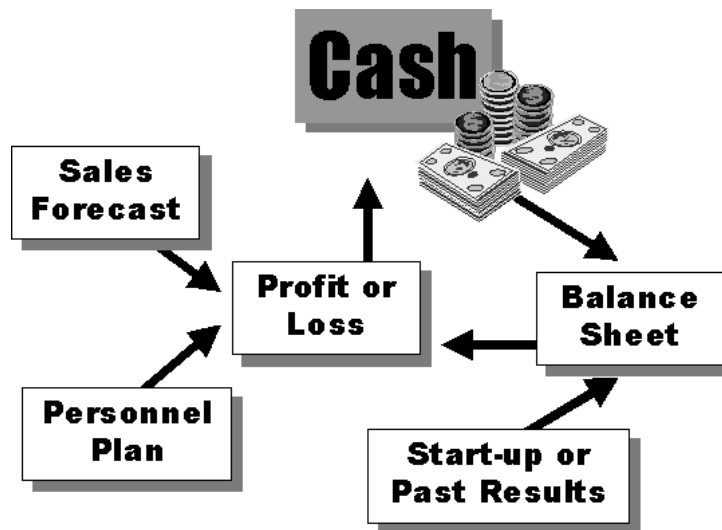 Cash
Sales
Forecast
Profit or
Loss
Balance
Sheet
Personnel
Plan
Start-up or
Past Results